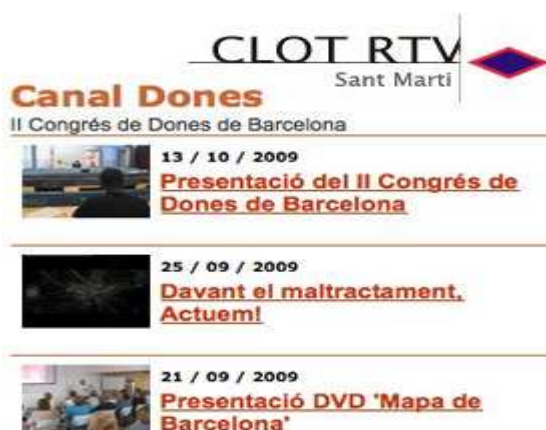 CLOT RTV
Sant Marti
Canal Dones
II Congrés de Dones de Barcelona
13 / 10 / 2009
Presentació del II Congrés de
Dones de Barcelona
25 / 09 / 2009
Davant el maltractament,
Actuem!
21 / 09 / 2009
Presentació DVD 'Mapa de
Barcelona'